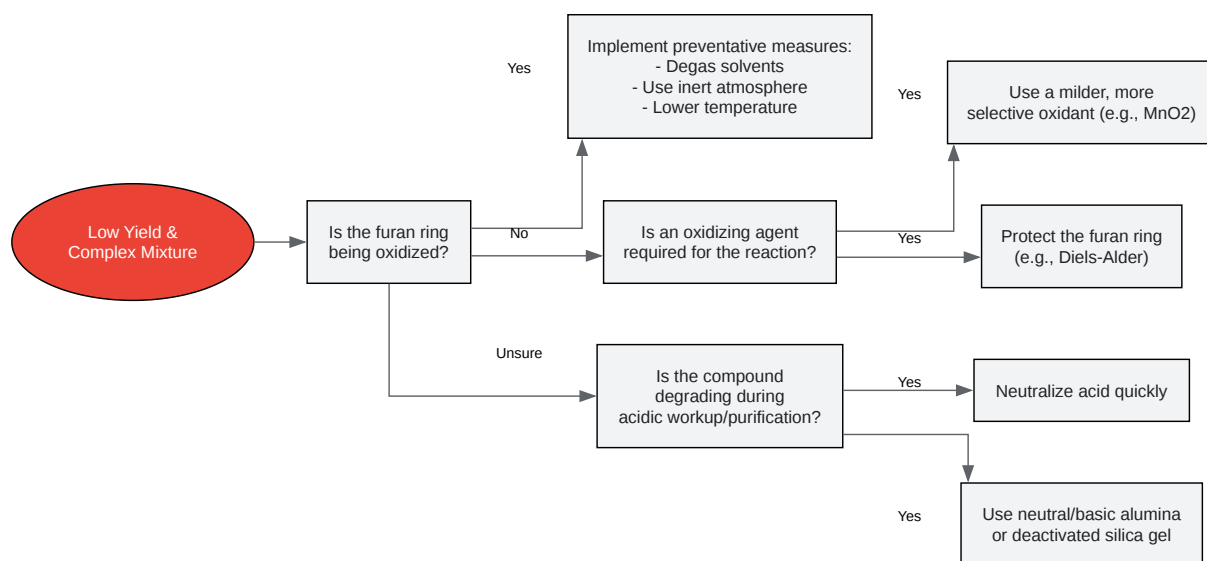 Implement preventative measures:
- Degas solvents
- Use inert atmosphere
- Lower temperature
Yes
Yes
Use a milder, more
selective oxidant (e.g., MnO2)
Low Yield &
Complex Mixture
Is the furan ring
being oxidized?
No
Is an oxidizing agent
required for the reaction?
Yes
Protect the furan ring
(e.g., Diels-Alder)
Unsure
Is the compound
degrading during
acidic workup/purification?
Yes
Neutralize acid quickly
Yes
Use neutral/basic alumina
or deactivated silica gel